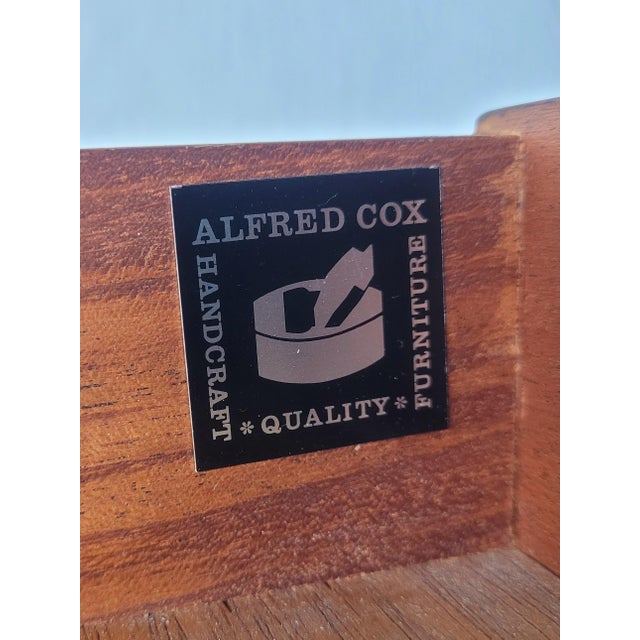 ALFRED COX
HANDCRAFT
FURNITURE
* QUALITY *